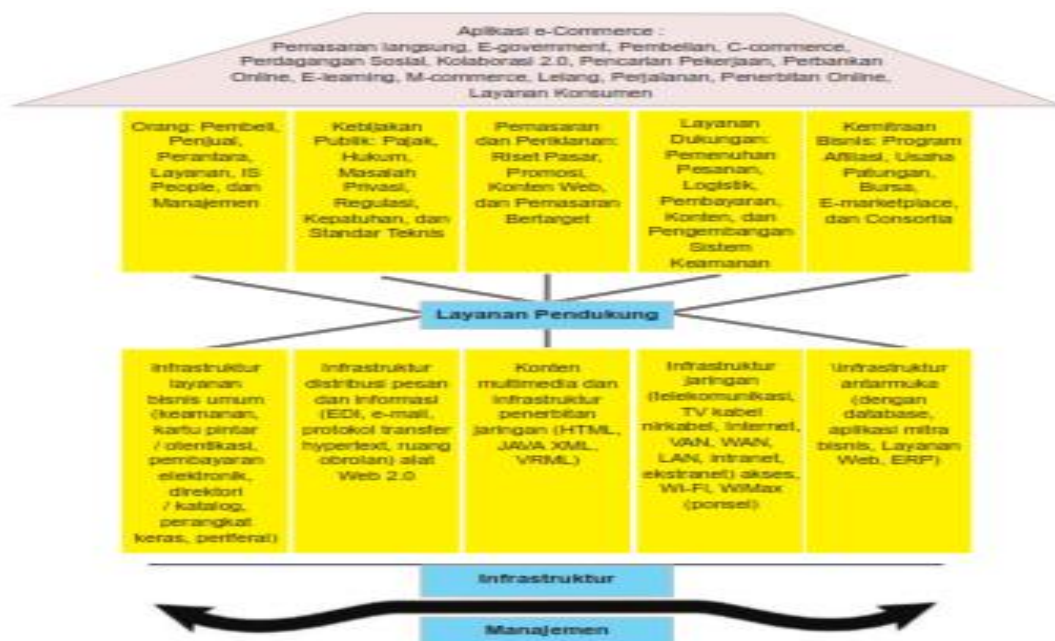 Aplikasi e-Commerce :
Pemasaran langsung, E-government, Pembelian, C-commerce,
Perdagangan Sosial, Kolaborasi 2.0, Pencarian Pekerjaan, Perbankan
Online, E-learning, M-commerce, Lelang, Perjalanan, Penerbitan Online,
Layanan Konsumen
Orang: Pembeli,
Penjual,
Perantara,
Layanan, IS
People, dan
Manajemen
Kebijakan
Publik: Pajak,
Hukum,
Masalah
Privasi,
Regulasi,
Kepatuhan, dan
Standar Teknis
Pemasaran
dan Periklanan:
Riset Pasar,
Promosi,
Konten Web,
dan Pemasaran
Bertarget
Layanan
Dukungan:
Pemenuhan
Pesanan,
Logistik,
Pembayaran,
Konten, dan
Pengembangan
Sistem
Keamanan
Kemitraan
Bisnis: Program
Afiliasi, Usaha
Patungan,
Bursa,
E-marketplace,
dan Consortia
Layanan Pendukung
Infrastruktur
layanan
bisnis umum
(keamanan,
kartu pintar
/ otentikasi,
pembayaran
elektronik,
direktori
/ katalog,
perangkat
keras, periferal)
Infrastruktur
distribusi pesan
dan informasi
(EDI, e-mail,
protokol transfer
hypertext, ruang
obrolan) alat
Web 2.0
Konten
multimedia dan
infrastruktur
penerbitan
jaringan (HTML,
JAVA XML,
VRML)
Infrastruktur
jaringan
(telekomunikasi,
TV kabel
nirkabel, Internet,
VAN, WAN,
LAN, intranet,
ekstranet) akses,
Wi-Fi, WiMax
(ponsel)
\Infrastruktur
antarmuka
(dengan
database,
aplikasi mitra
bisnis, Layanan
Web, ERP)
Infrastruktur
Manajemen